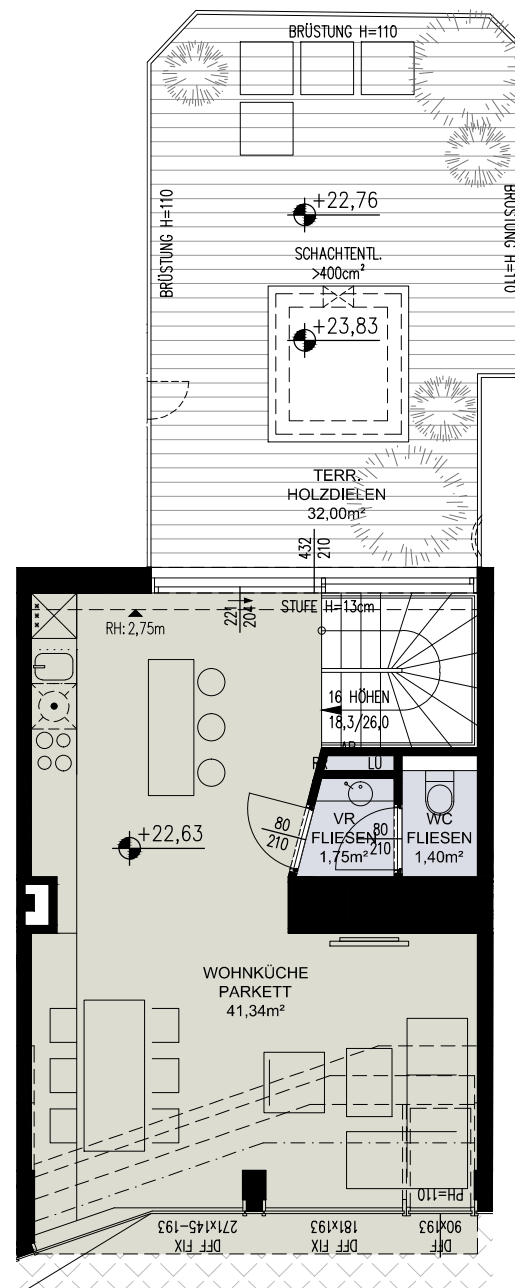 BRÜSTUNG H=110
BRÜSTUNG H=110
BRÜSTUNG H=110
+22,76
SCHACHTENTL.
>400cm²
+23,83
TERR.
HOLZDIELEN
32,00m²
432
210
221
204
STUFE H=13cm
RH: 2,75m
16 HÖHEN
18,3/26,0
LÜ
80
210
VR
FLIESEN
1,75m²
80
210
WC
FLIESEN
1,40m²
+22,63
WOHNKÜCHE
PARKETT
41,34m²
PH=110
271x145-193
DFF FIX
181x193
DFF FIX
90x193
DFF